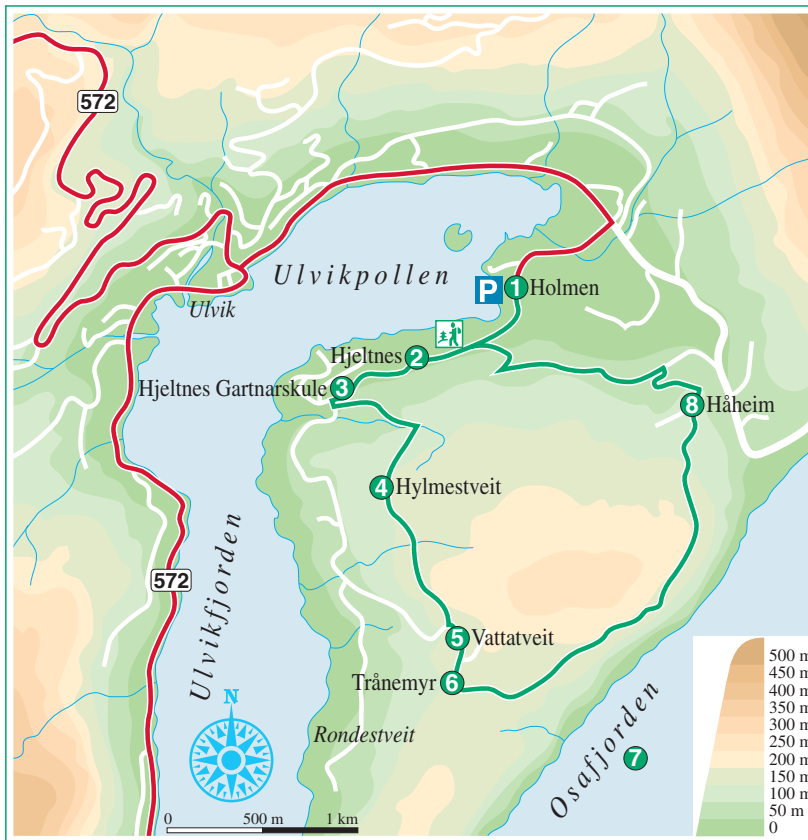 572
Ulvikpollen
P
1 Holmen
Ulvik
Hjeltnes 2
Hjeltnes Gartnarskule 3
8 Håheim
4 Hylmestveit
572
Ulvikfjorden
5 Vattatveit
Trånemyr 6
N
Rondestveit
Osafjorden
7
0 500 m 1 km
500 m
450 m
400 m
350 m
300 m
250 m
200 m
150 m
100 m
50 m
0